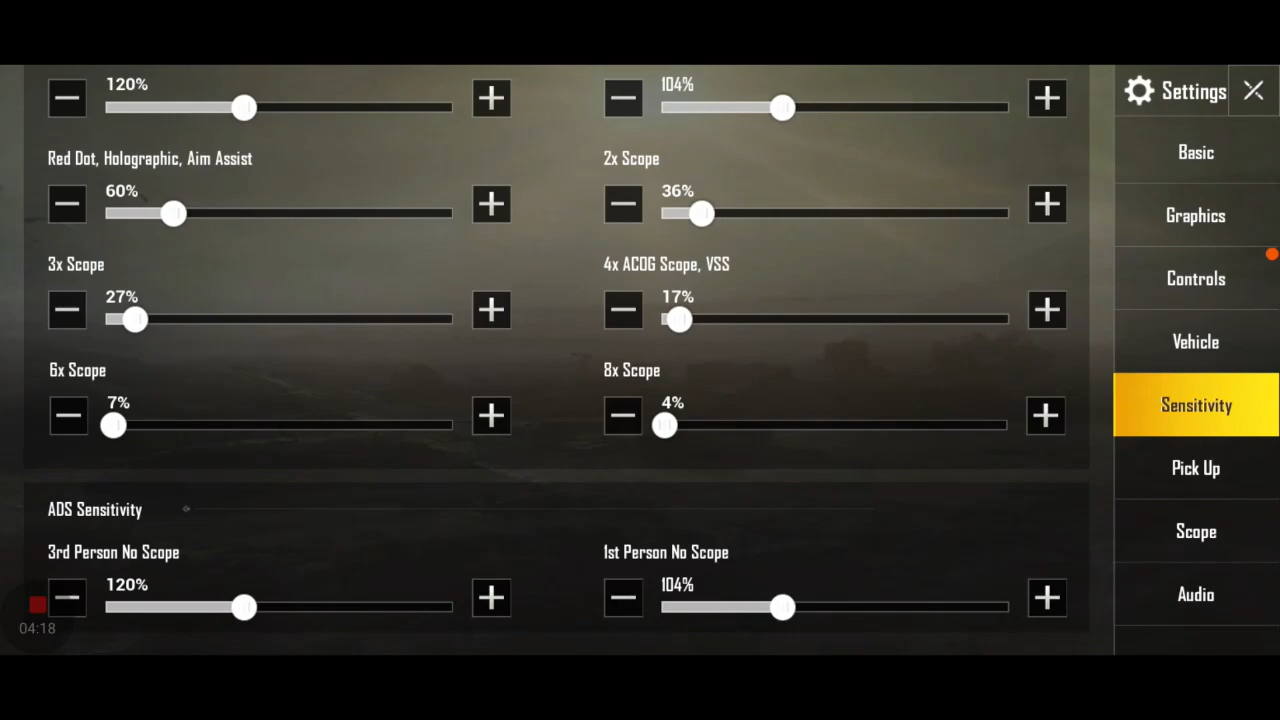 120%
104%
Red Dot, Holographic, Aim Assist
2x Scope
60%
36%
3x Scope
4x ACOG Scope, VSS
27%
17%
6x Scope
8x Scope
7%
4%
ADS Sensitivity
3rd Person No Scope
1st Person No Scope
120%
104%
04:18
Settings
Basic
Graphics
Controls
Vehicle
Sensitivity
Pick Up
Scope
Audio